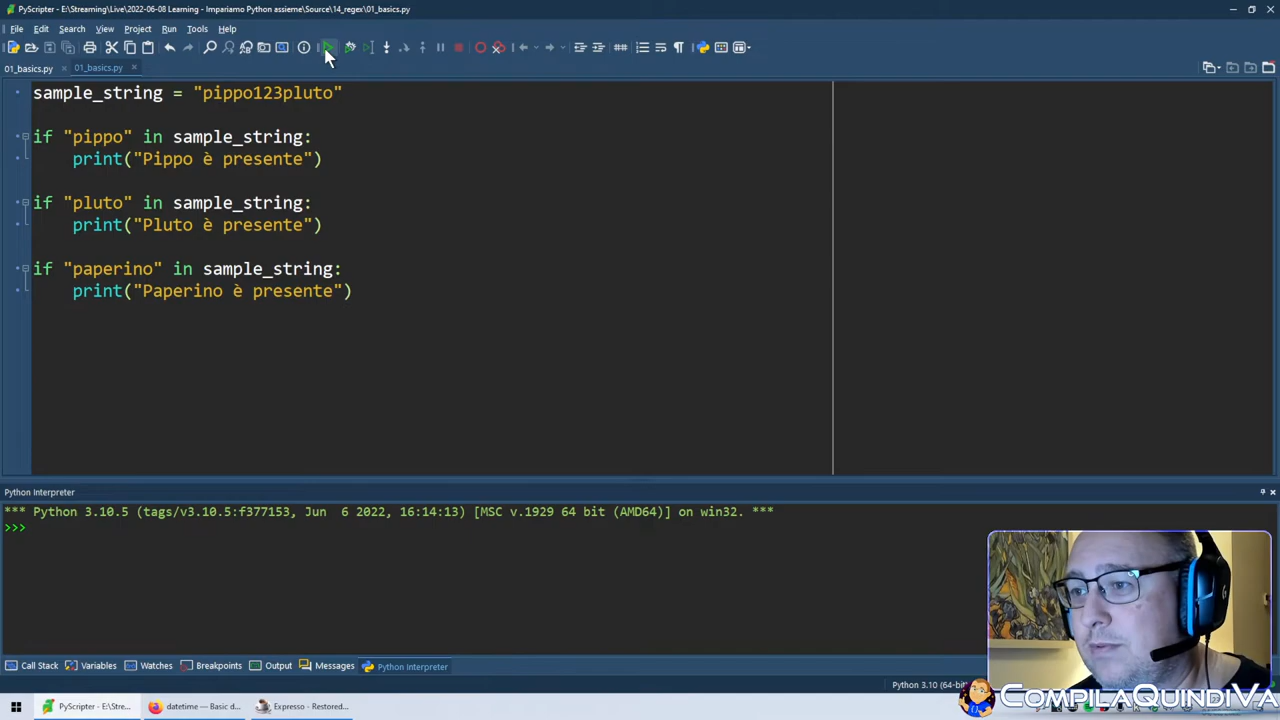 PyScripter - E:\Streaming\Live\2022-06-08 Learning - Impariamo Python assieme\Source\14_regex\01_basics.py
File Edit Search View Project Run Tools Help
01_basics.py 01_basics.py
sample_string = "pippo123pluto"
if "pippo" in sample_string:
print("Pippo è presente")
if "pluto" in sample_string:
print("Pluto è presente")
if "paperino" in sample_string:
print("Paperino è presente")
Python Interpreter
*** Python 3.10.5 (tags/v3.10.5:f377153, Jun 6 2022, 16:14:13) [MSC v.1929 64 bit (AMD64)] on win32. ***
>>>
Call Stack Variables Watches Breakpoints Output Messages Python Interpreter
Python 3.10 (64-bit)
PyScripter - E:\Stre... datetime — Basic d... Expresso - Restored...
COMPILAQUINDIVA